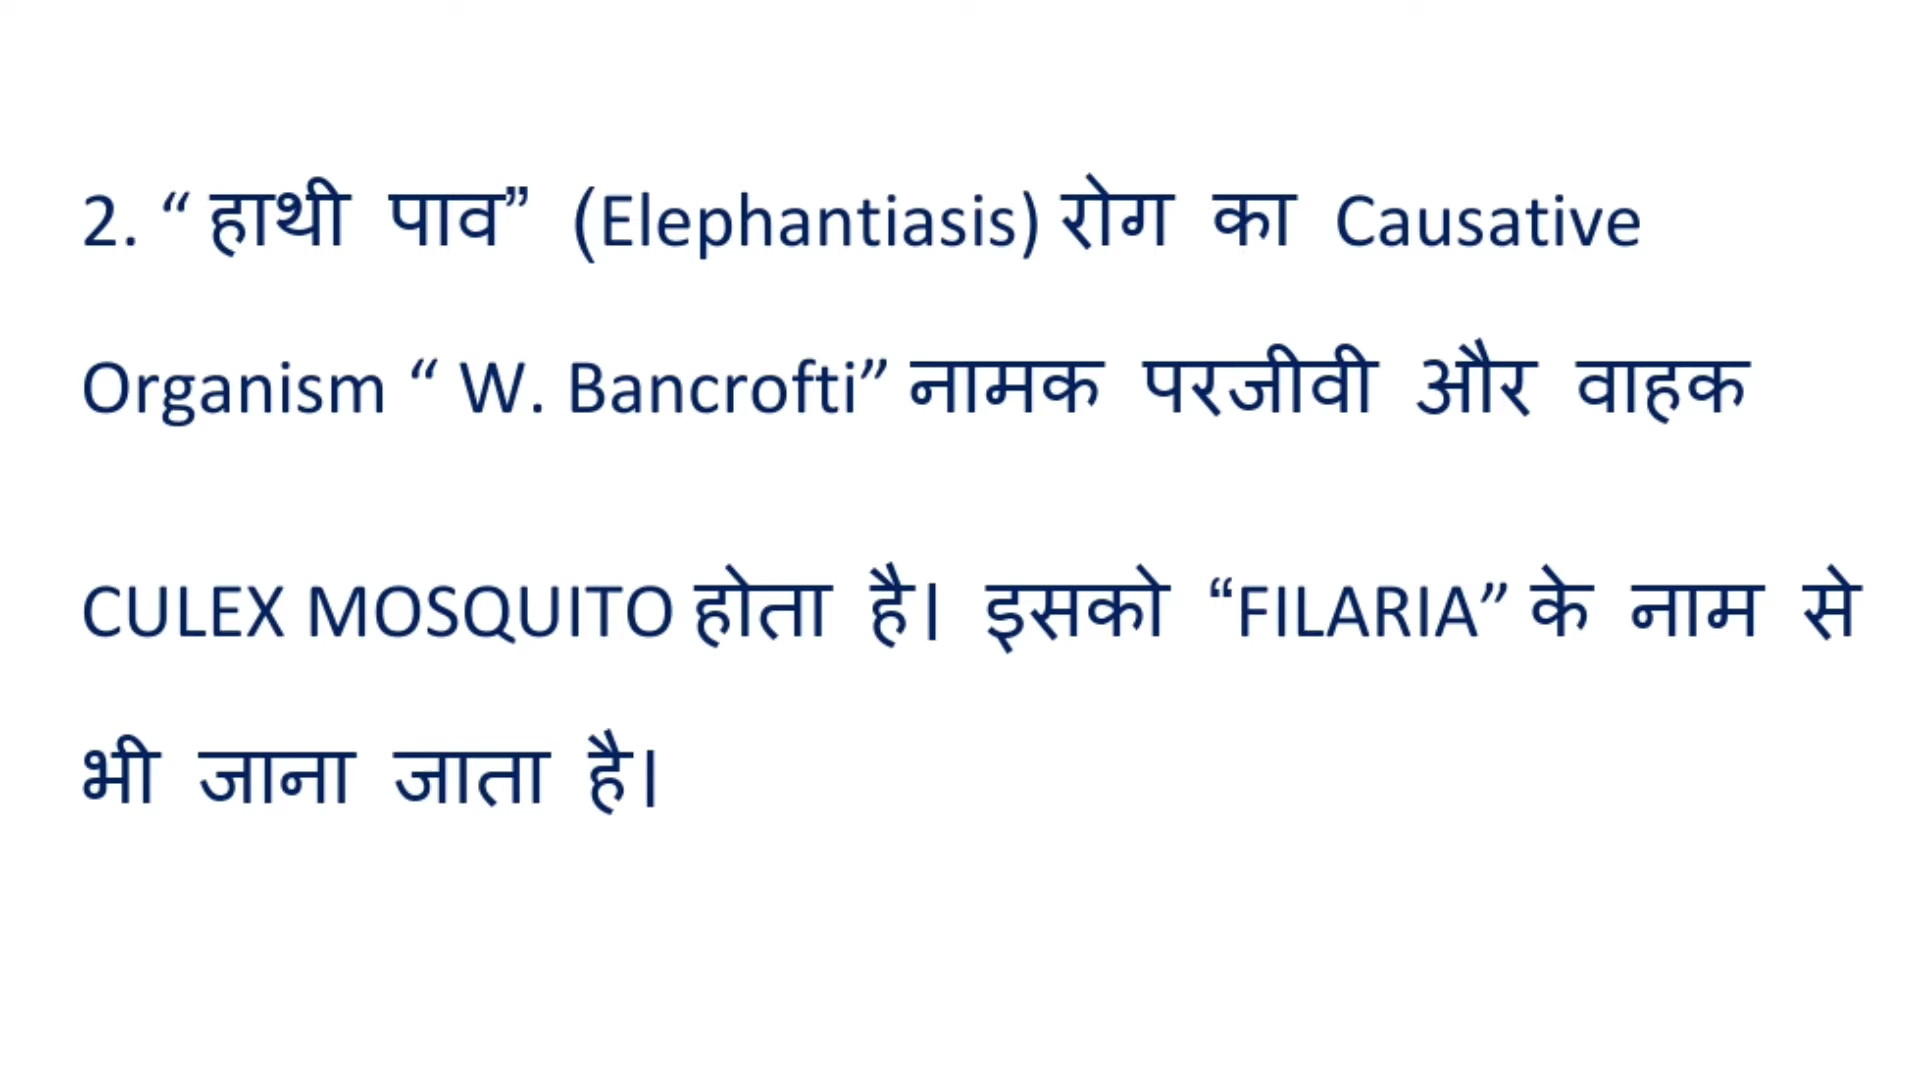 2. “ हाथी पाव” (Elephantiasis) रोग का Causative
Organism “ W. Bancrofti” नामक परजीवी और वाहक
CULEX MOSQUITO होता है। इसको “FILARIA” के नाम से
भी जाना जाता है।